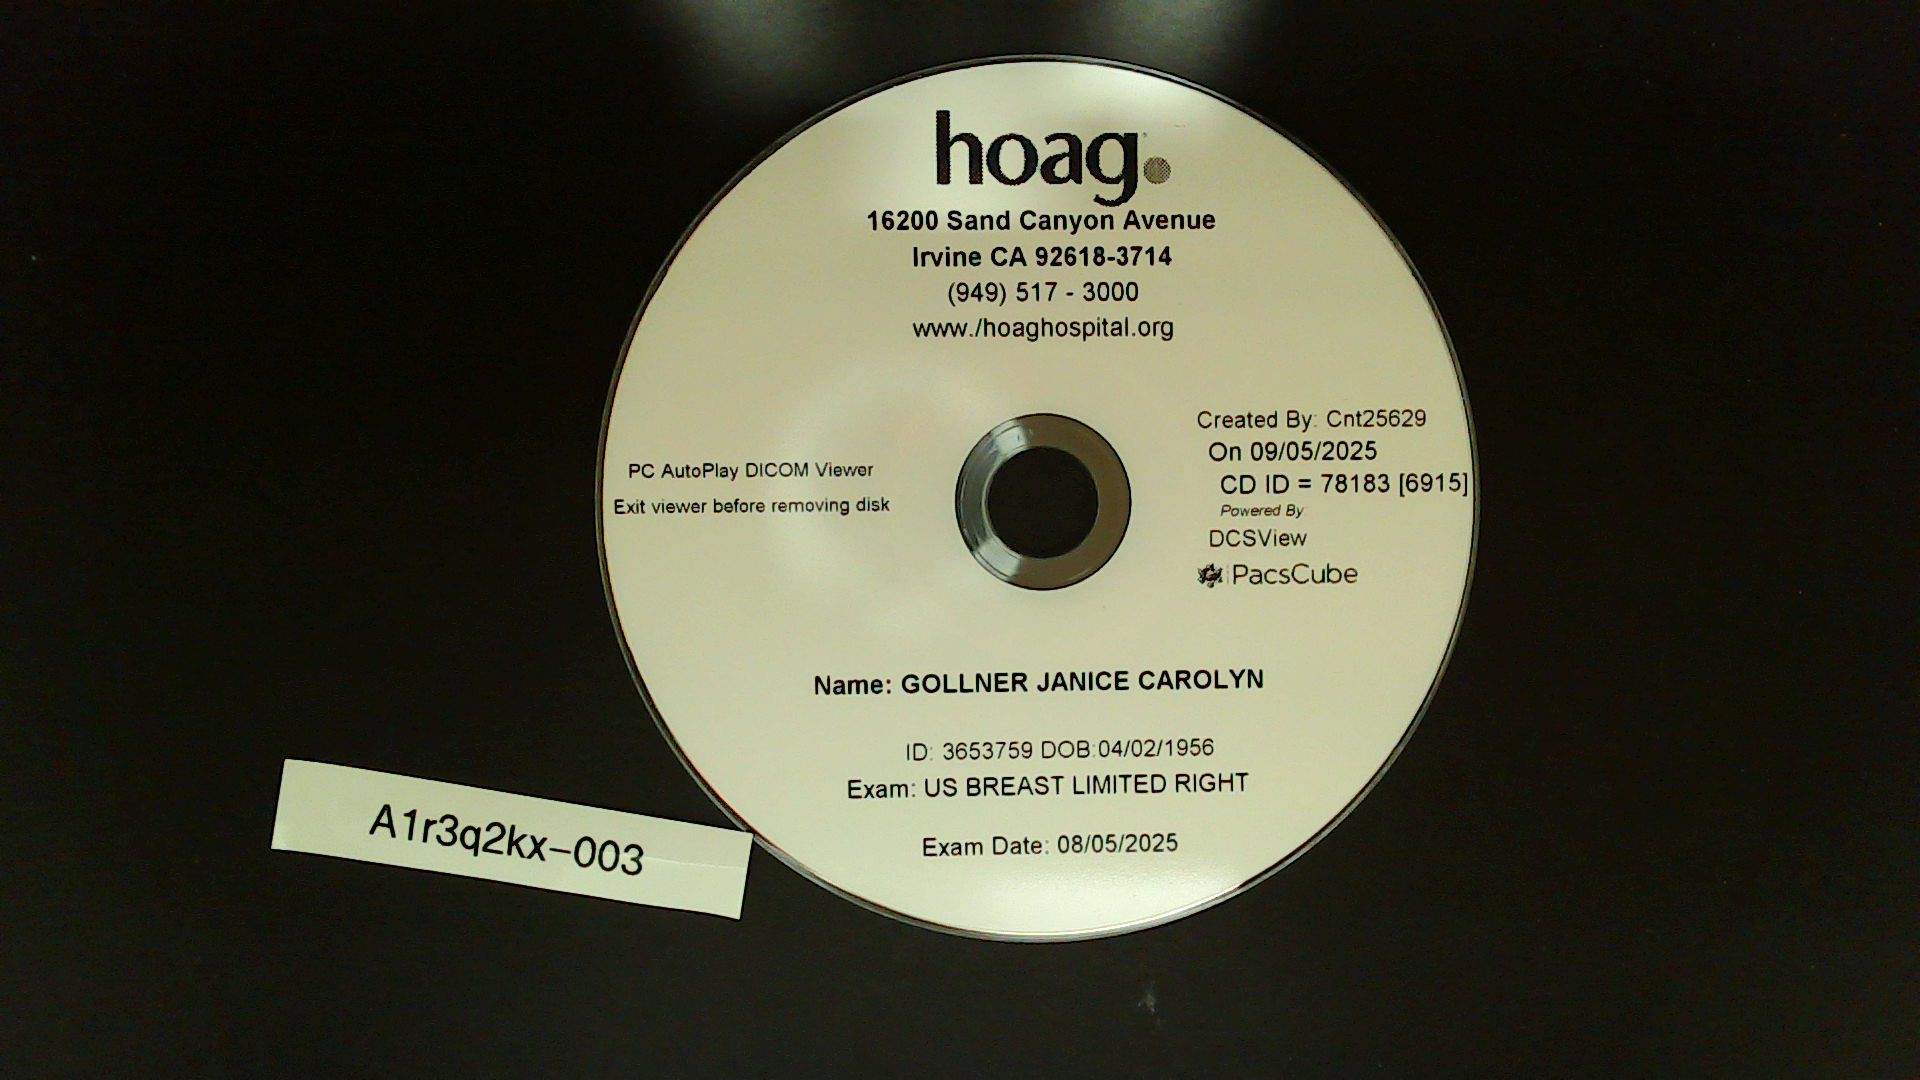 hoag.
16200 Sand Canyon Avenue
Irvine CA 92618-3714
(949) 517 - 3000
www./hoaghospital.org
PC AutoPlay DICOM Viewer
Exit viewer before removing disk
Created By: Cnt25629
On 09/05/2025
CD ID = 78183 [6915]
Powered By
DCSView
PacsCube
Name: GOLLNER JANICE CAROLYN
ID: 3653759 DOB:04/02/1956
Exam: US BREAST LIMITED RIGHT
Exam Date: 08/05/2025
A1r3q2kx-003